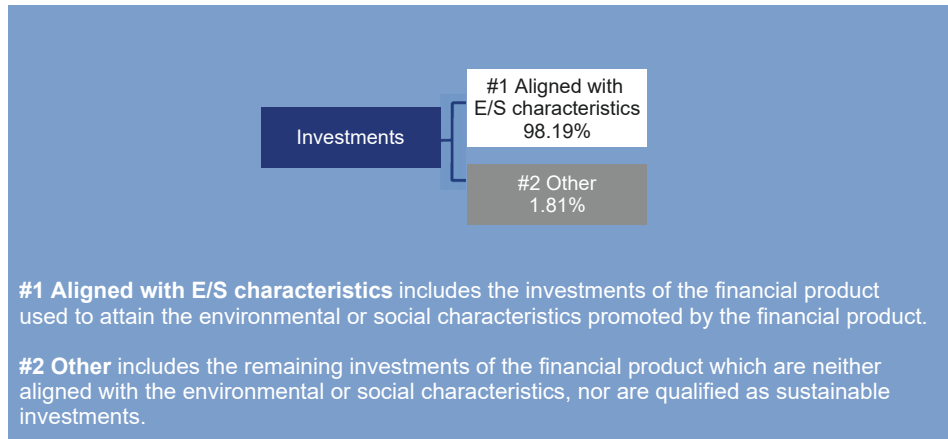 #1 Aligned with
E/S characteristics
98.19%
Investments
#2 Other
1.81%
#1 Aligned with E/S characteristics includes the investments of the financial product
used to attain the environmental or social characteristics promoted by the financial product.
#2 Other includes the remaining investments of the financial product which are neither
aligned with the environmental or social characteristics, nor are qualified as sustainable
investments.